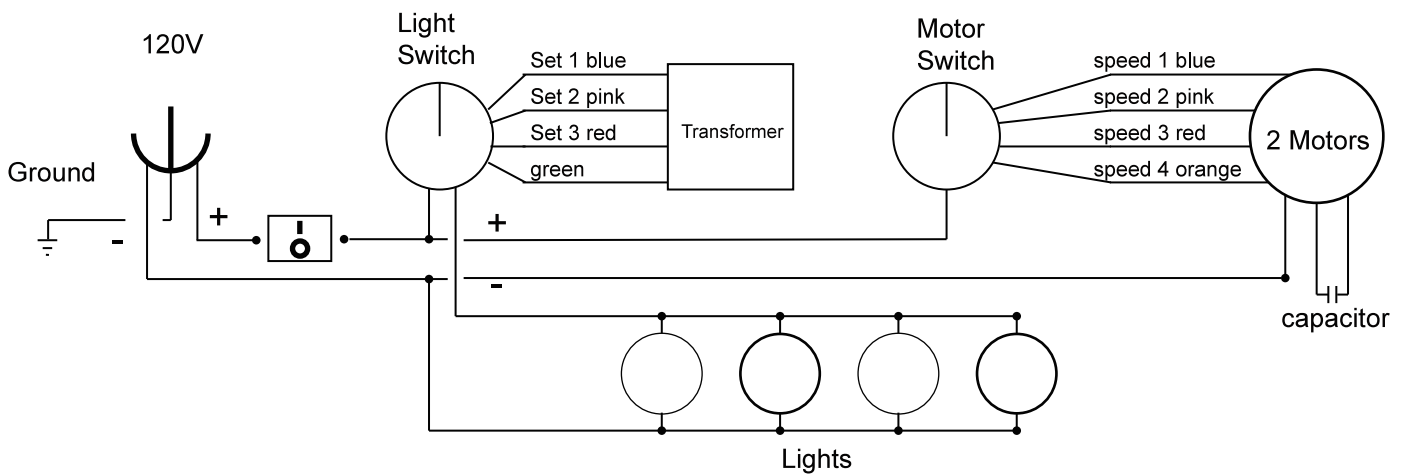 120V
Light
Switch
Set 1 blue
Set 2 pink
Set 3 red
green
Transformer
Motor
Switch
speed 1 blue
speed 2 pink
speed 3 red
speed 4 orange
2 Motors
Ground
+
-
+
-
capacitor
Lights